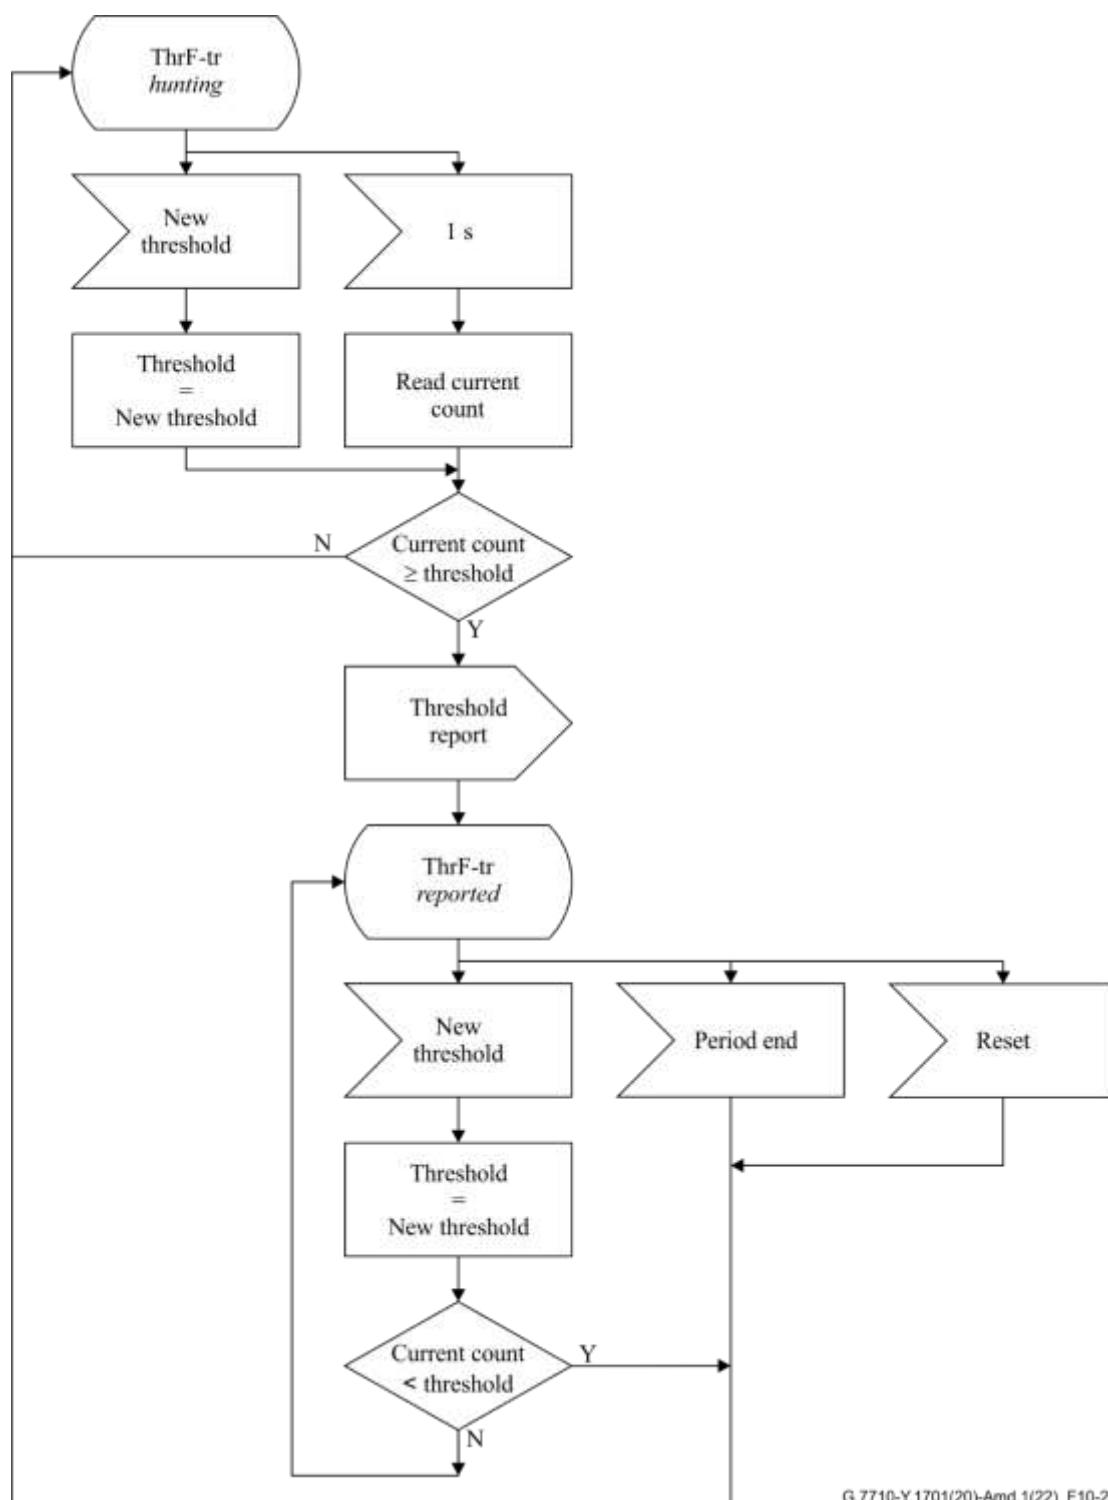 ThrF-tr
hunting
New
threshold
1 s
Threshold
=
New threshold
Read current
count
N
Current count
≥ threshold
Y
Threshold
report
ThrF-tr
reported
New
threshold
Period end
Reset
Threshold
=
New threshold
Current count
< threshold
Y
N
G.7710-Y.1701(20)-Amd.1(22)_F10-2